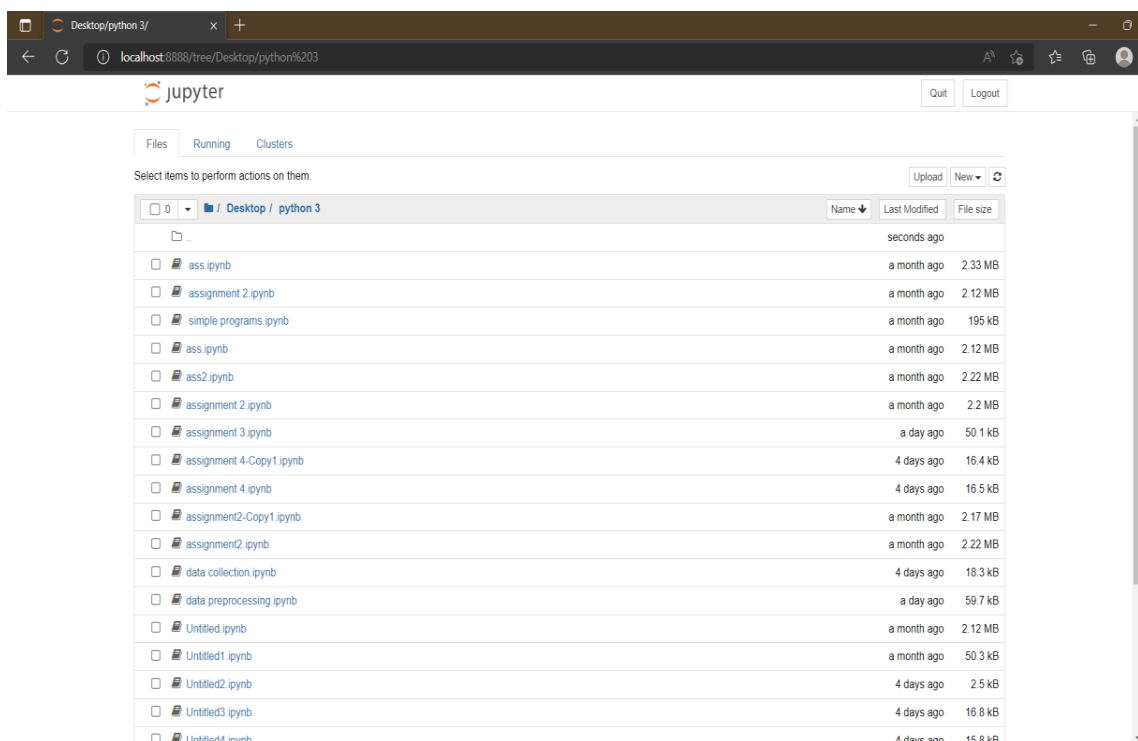 Desktop/python 3/
localhost:8888/tree/Desktop/python%203
jupyter
Quit Logout
Files Running Clusters
Select items to perform actions on them.
Upload New
0 / Desktop / python 3 Name Last Modified File size
.. seconds ago
ass.ipynb a month ago 2.33 MB
assignment 2.ipynb a month ago 2.12 MB
simple programs.ipynb a month ago 195 kB
ass.ipynb a month ago 2.12 MB
ass2.ipynb a month ago 2.22 MB
assignment 2.ipynb a month ago 2.2 MB
assignment 3.ipynb a day ago 50.1 kB
assignment 4-Copy1.ipynb 4 days ago 16.4 kB
assignment 4.ipynb 4 days ago 16.5 kB
assignment2-Copy1.ipynb a month ago 2.17 MB
assignment2.ipynb a month ago 2.22 MB
data collection.ipynb 4 days ago 18.3 kB
data preprocessing.ipynb a day ago 59.7 kB
Untitled.ipynb a month ago 2.12 MB
Untitled1.ipynb a month ago 50.3 kB
Untitled2.ipynb 4 days ago 2.5 kB
Untitled3.ipynb 4 days ago 16.8 kB
Untitled4.ipynb 4 days ago 15.8 kB